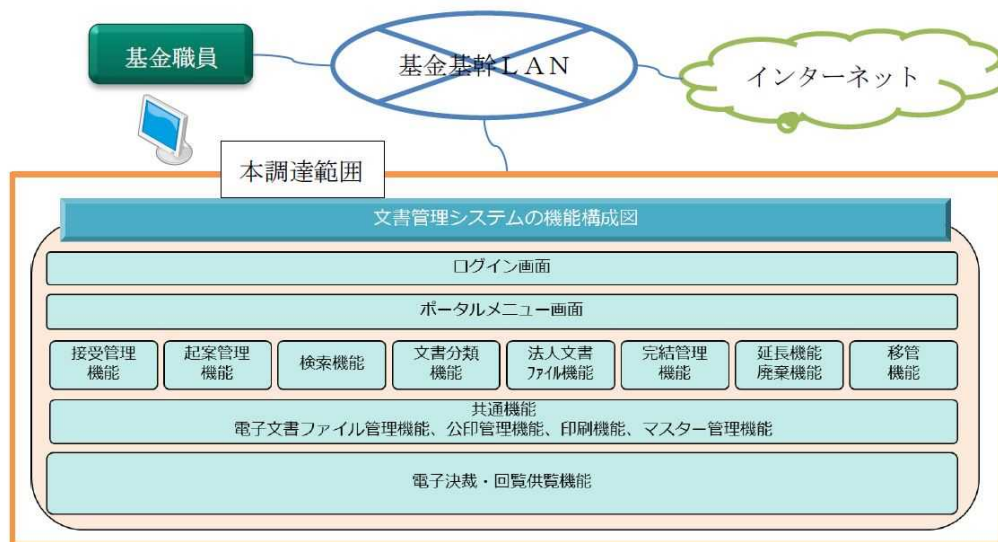 基金職員
基金基幹LAN
インターネット
本調達範囲
文書管理システムの機能構成図
ログイン画面
ポータルメニュー画面
接受管理
機能
起案管理
機能
検索機能
文書分類
機能
法人文書
ファイル機能
完結管理
機能
延長機能
廃棄機能
移管
機能
共通機能
電子文書ファイル管理機能、公印管理機能、印刷機能、マスター管理機能
電子決裁・回覧供覧機能